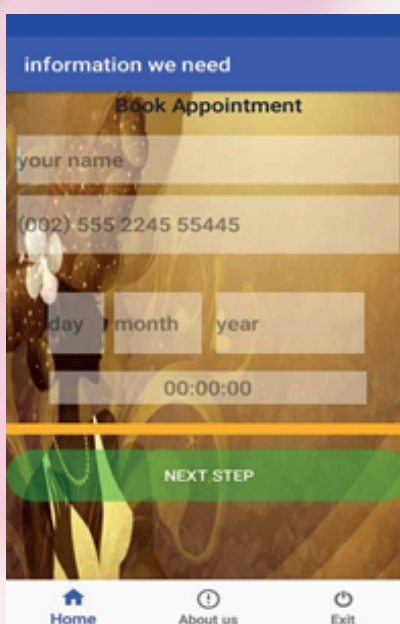 information we need
Book Appointment
your name
(002) 555 2245 55445
day month year
00:00:00
NEXT STEP
Home About us Exit